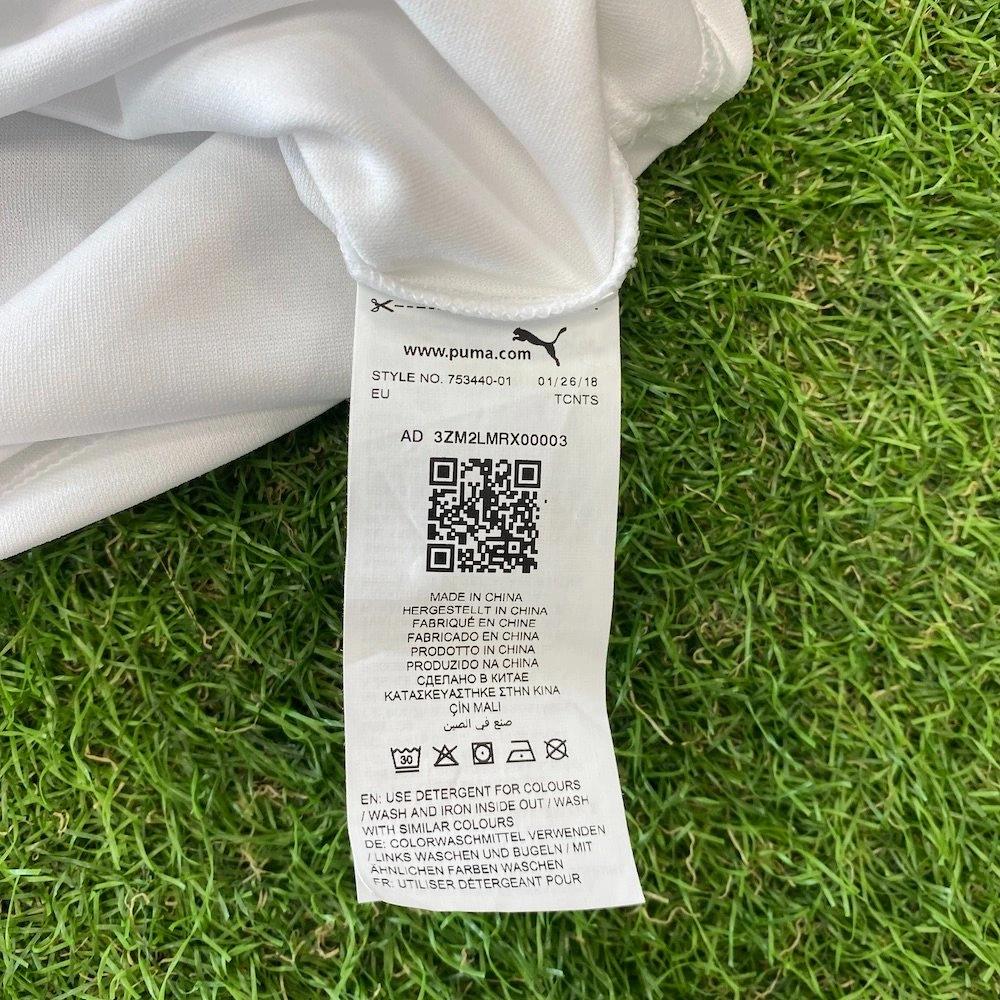 www.puma.com
STYLE NO. 753440-01 01/26/18
EU TCNTS
AD 3ZM2LMRX00003
MADE IN CHINA
HERGESTELLT IN CHINA
FABRIQUÉ EN CHINE
FABRICADO EN CHINA
PRODOTTO IN CHINA
PRODUZIDO NA CHINA
СДЕЛАНО В КИТАЕ
ΚΑΤΑΣΚΕΥΑΣΤΗΚΕ ΣΤΗΝ ΚΙΝΑ
ÇİN MALI
صنع في الصين
30
EN: USE DETERGENT FOR COLOURS
/ WASH AND IRON INSIDE OUT / WASH
WITH SIMILAR COLOURS
DE: COLORWASCHMITTEL VERWENDEN
/ LINKS WASCHEN UND BÜGELN / MIT
ÄHNLICHEN FARBEN WASCHEN
FR: UTILISER DÉTERGEANT POUR